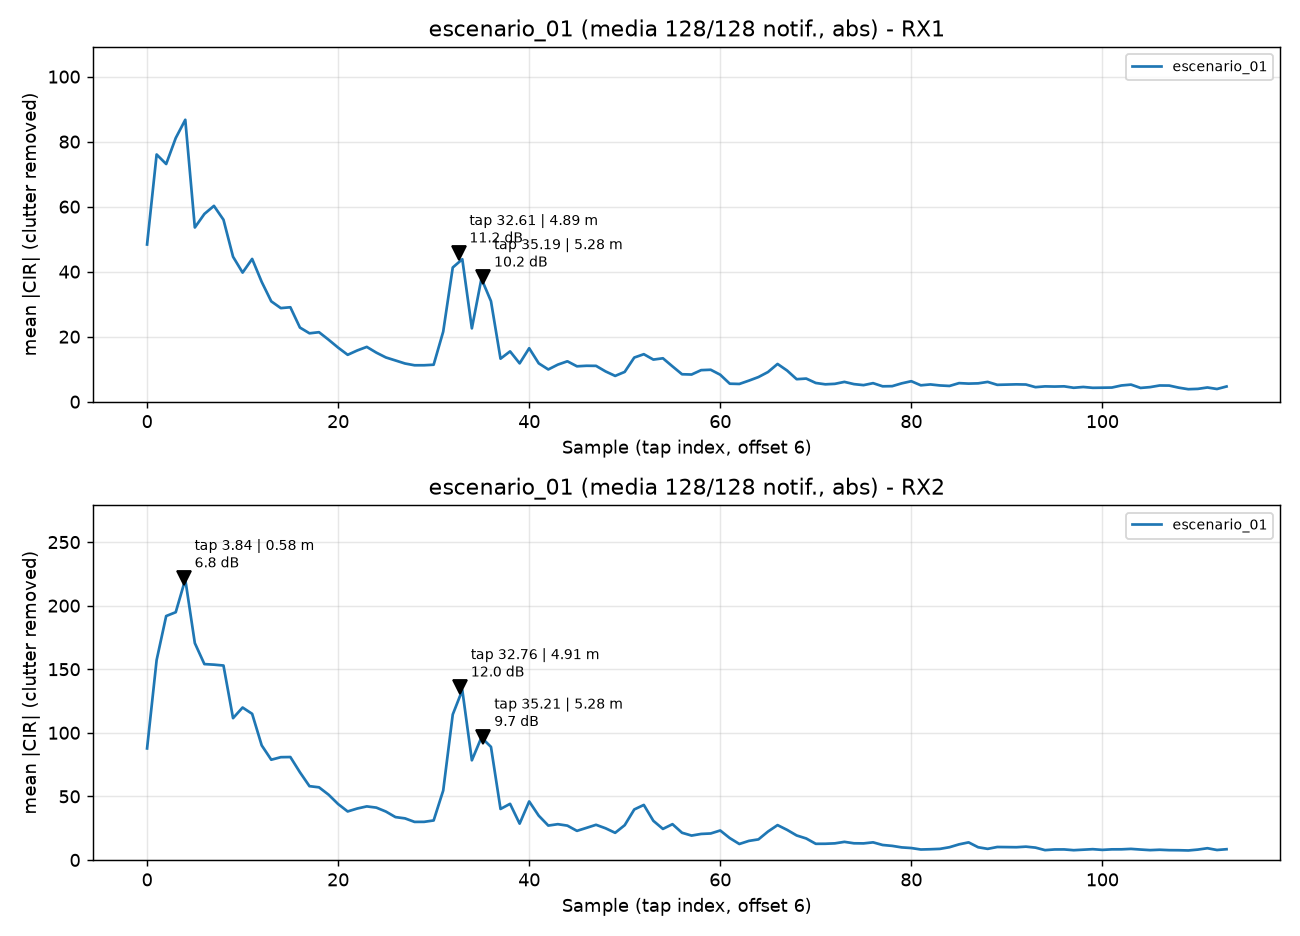 escenario_01 (media 128/128 notif., abs) - RX1
escenario_01
mean |CIR| (clutter removed)
100
80
60
40
20
0
tap 32.61 | 4.89 m
11.2 dB
tap 35.19 | 5.28 m
10.2 dB
0 20 40 60 80 100
Sample (tap index, offset 6)
escenario_01 (media 128/128 notif., abs) - RX2
escenario_01
mean |CIR| (clutter removed)
250
200
150
100
50
0
tap 3.84 | 0.58 m
6.8 dB
tap 32.76 | 4.91 m
12.0 dB
tap 35.21 | 5.28 m
9.7 dB
0 20 40 60 80 100
Sample (tap index, offset 6)